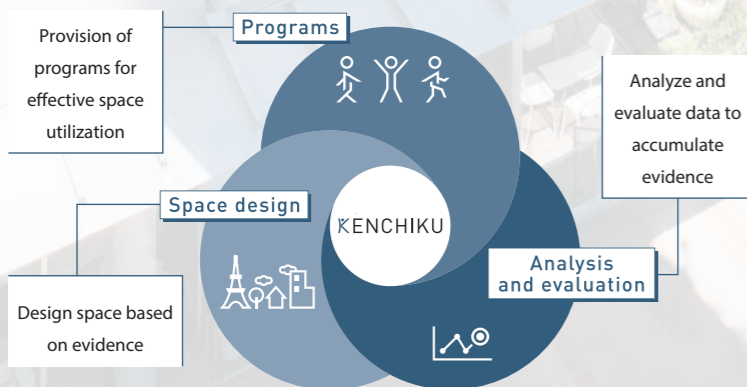 Programs
Provision of
programs for
effective space
utilization
Analyze and
evaluate data to
accumulate
evidence
Space design
KENCHIKU
Analysis
and evaluation
Design space based
on evidence